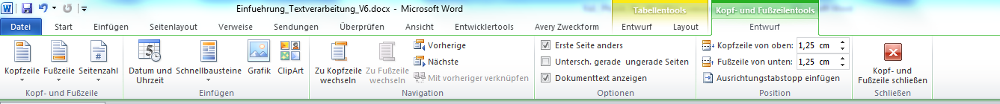 W Einfuehrung_Textverarbeitung_V6.docx - Microsoft Word Tabellentools Kopf- und Fußzeilentools
Datei Start Einfügen Seitenlayout Verweise Sendungen Überprüfen Ansicht Entwicklertools Avery Zweckform Entwurf Layout Entwurf
Kopfzeile Fußzeile Seitenzahl
Kopf- und Fußzeile
5 Datum und Uhrzeit Schnellbausteine Grafik ClipArt
Einfügen
Zu Kopfzeile wechseln Zu Fußzeile wechseln
Vorherige
Nächste
Mit vorheriger verknüpfen
Navigation
Erste Seite anders
Untersch. gerade ungerade Seiten
Dokumenttext anzeigen
Optionen
Kopfzeile von oben: 1,25 cm
Fußzeile von unten: 1,25 cm
Ausrichtungstabstopp einfügen
Position
Kopf- und
Fußzeile schließen
Schließen